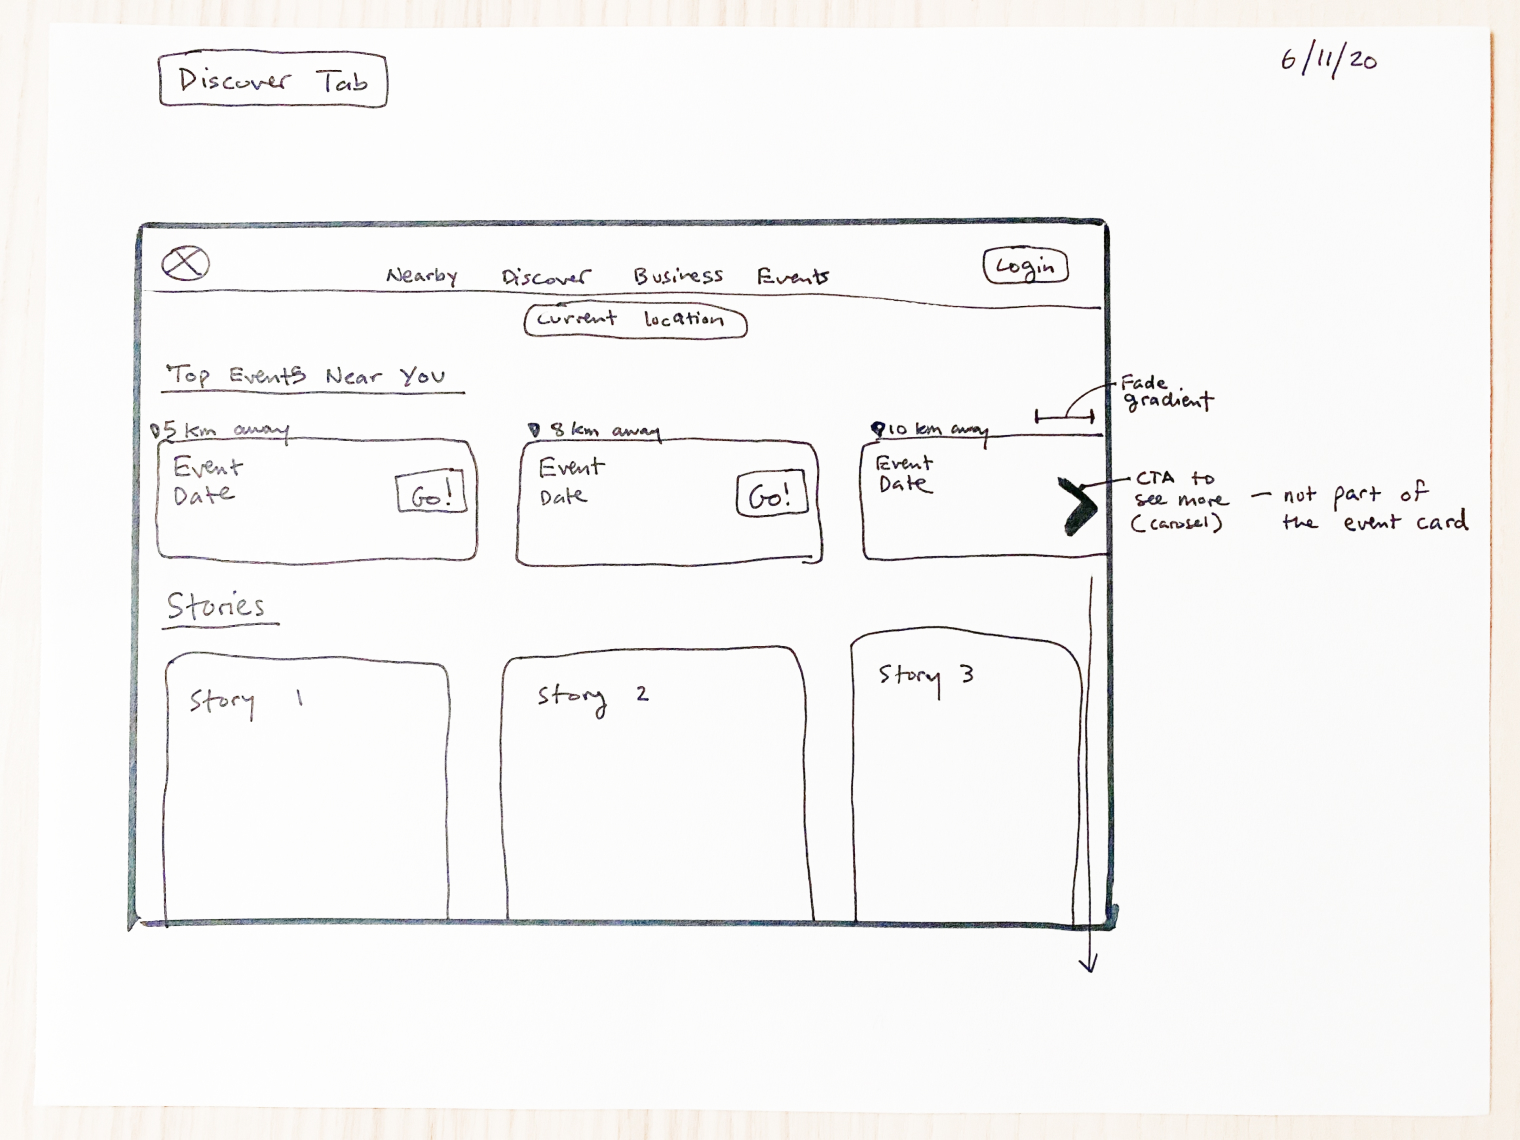 Discover Tab
6/11/20
Nearby Discover Business Events
Login
Current location
Top Events Near You
Fade
gradient
5 km away
8 km away
10 km away
Event
Date
Go!
Event
Date
Go!
Event
Date
CTA to
see more
(carosel)
— not part of
the event card
Stories
Story 1
Story 2
Story 3